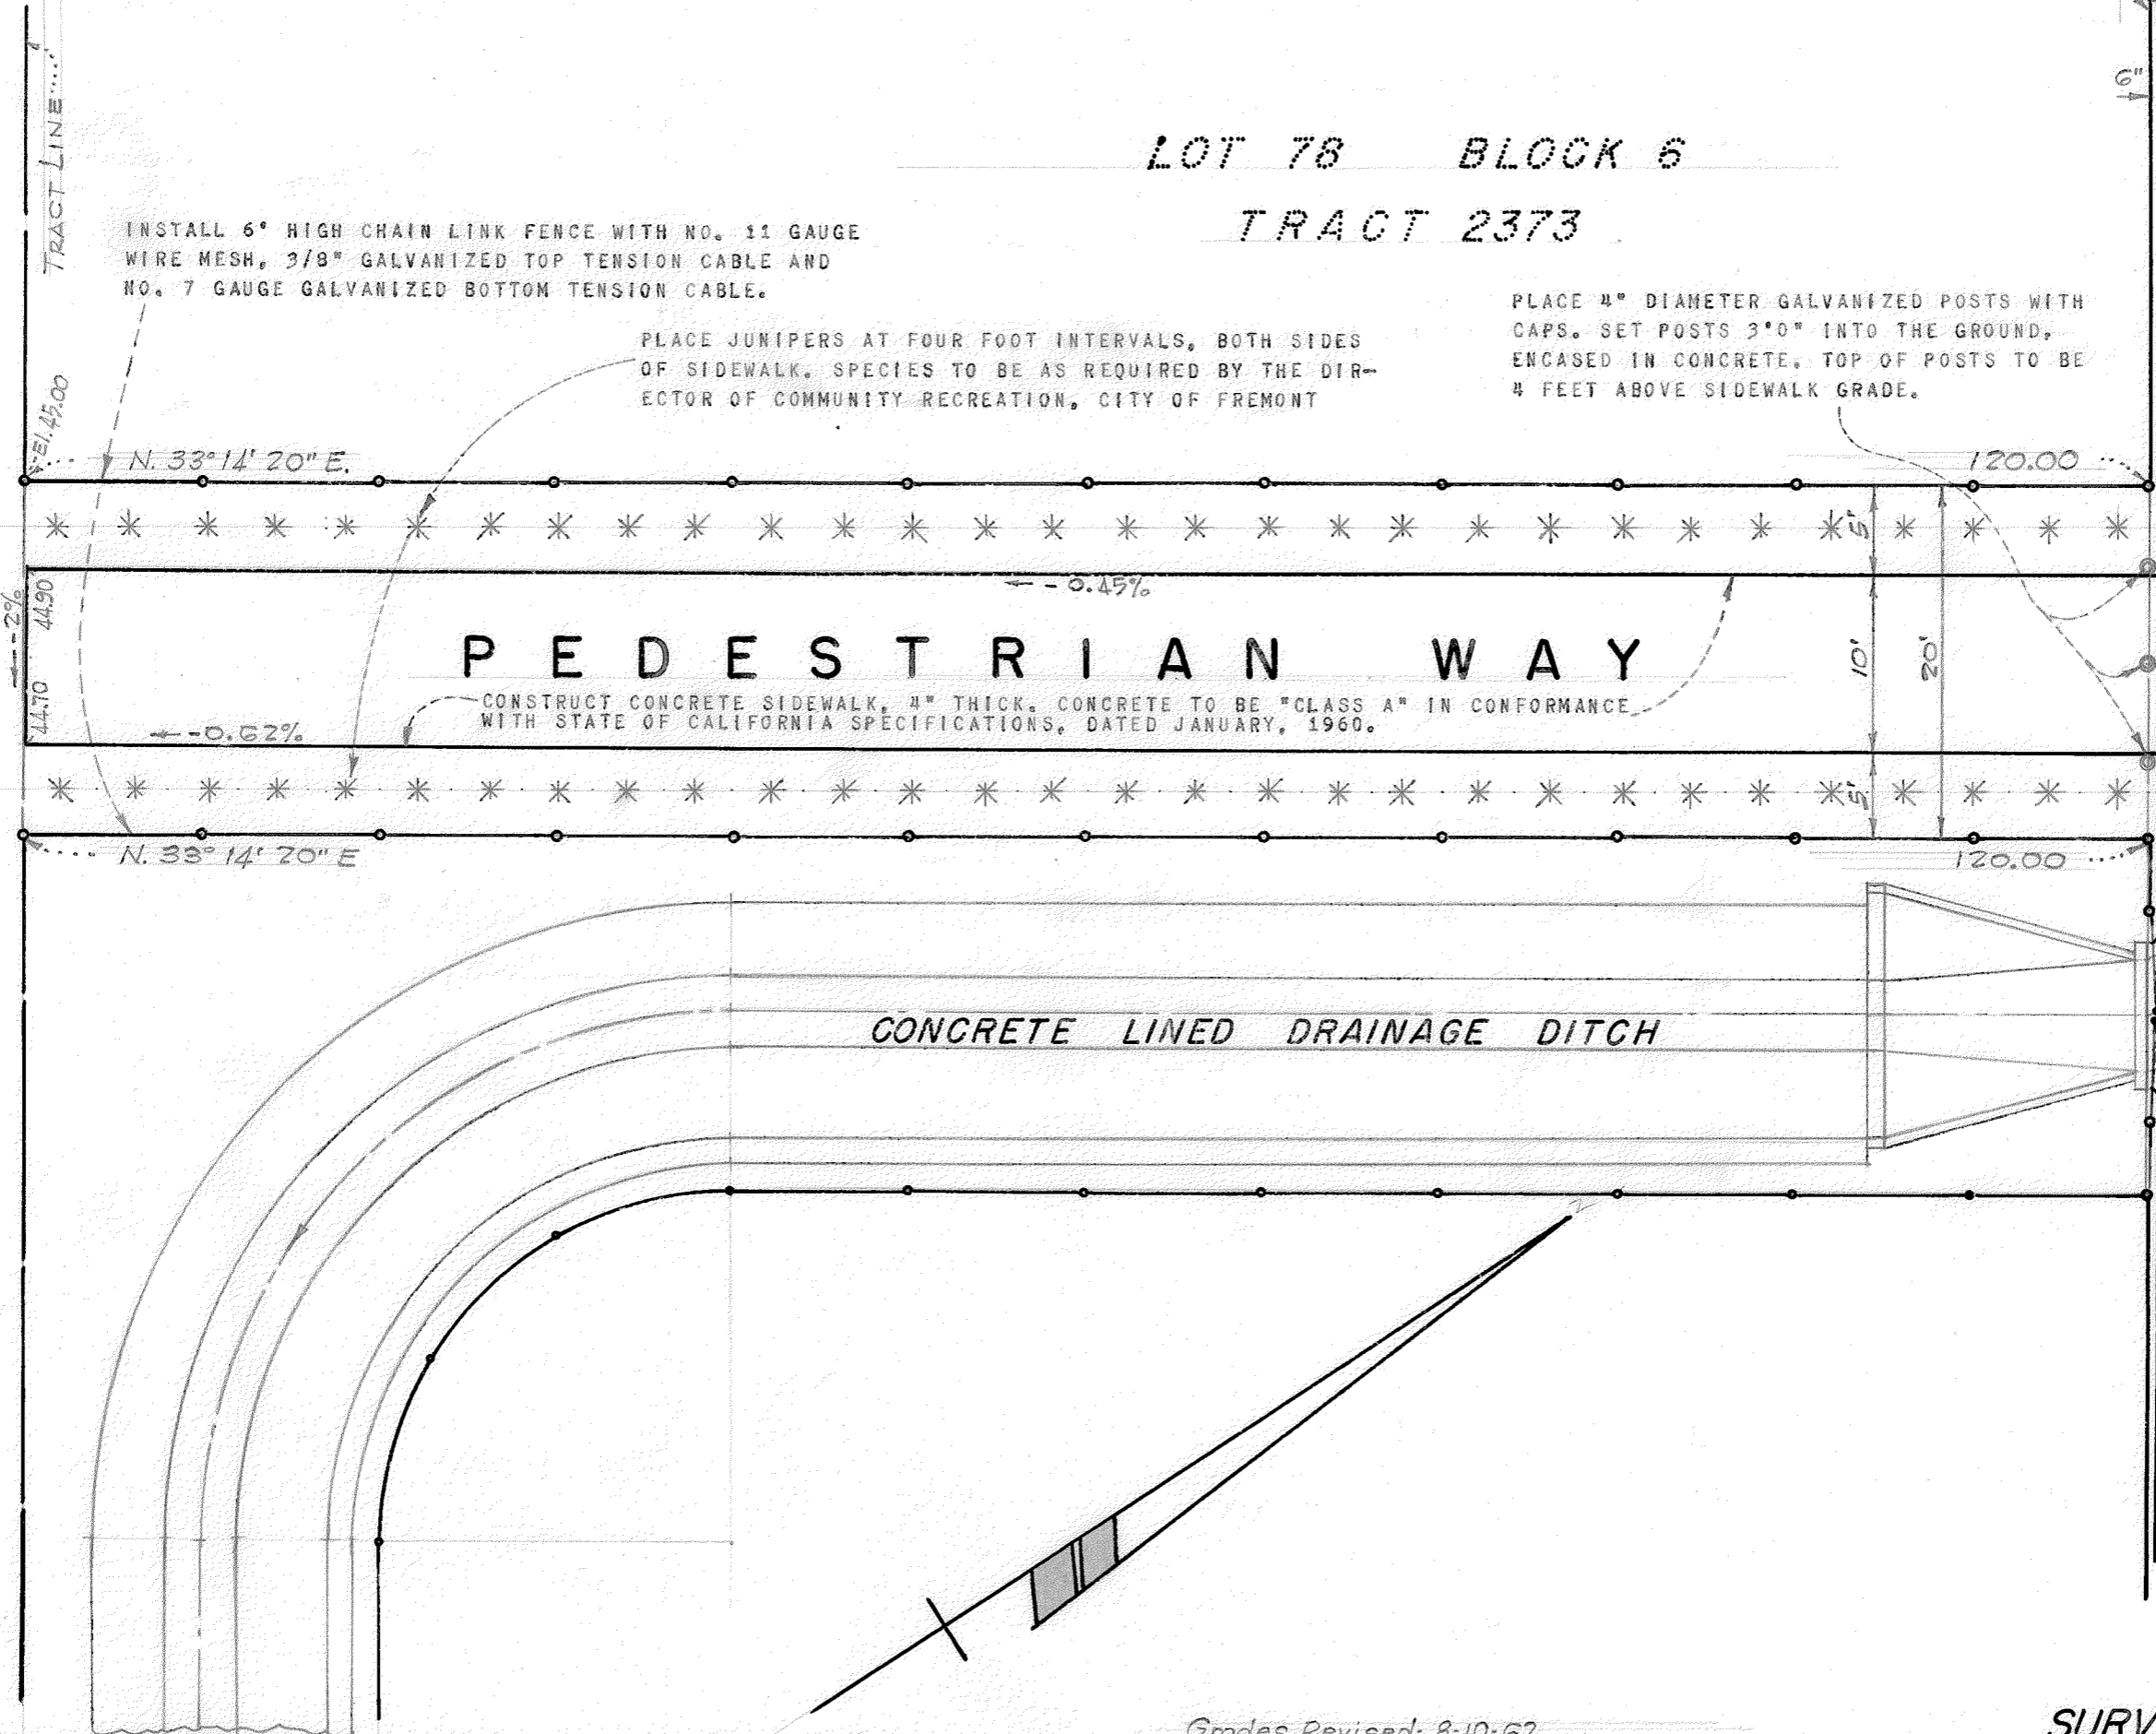 TRACT LINE
6"
LOT 78 BLOCK 6
TRACT 2373
INSTALL 6' HIGH CHAIN LINK FENCE WITH NO. 11 GAUGE
WIRE MESH, 3/8" GALVANIZED TOP TENSION CABLE AND
NO. 7 GAUGE GALVANIZED BOTTOM TENSION CABLE.
PLACE JUNIPERS AT FOUR FOOT INTERVALS, BOTH SIDES
OF SIDEWALK. SPECIES TO BE AS REQUIRED BY THE DIR-
ECTOR OF COMMUNITY RECREATION, CITY OF FREMONT
PLACE 4" DIAMETER GALVANIZED POSTS WITH
CAPS. SET POSTS 3'0" INTO THE GROUND,
ENCASED IN CONCRETE. TOP OF POSTS TO BE
4 FEET ABOVE SIDEWALK GRADE.
El. 45.00
N. 33° 14' 20" E.
120.00
5'
-2%
44.90
-0.45%
PEDESTRIAN WAY
10'
20'
44.70
CONSTRUCT CONCRETE SIDEWALK, 4" THICK. CONCRETE TO BE "CLASS A" IN CONFORMANCE
WITH STATE OF CALIFORNIA SPECIFICATIONS, DATED JANUARY, 1960.
-0.62%
5'
N. 33° 14' 20" E
120.00
CONCRETE LINED DRAINAGE DITCH
Grades Revised: 8-10-62
SURV